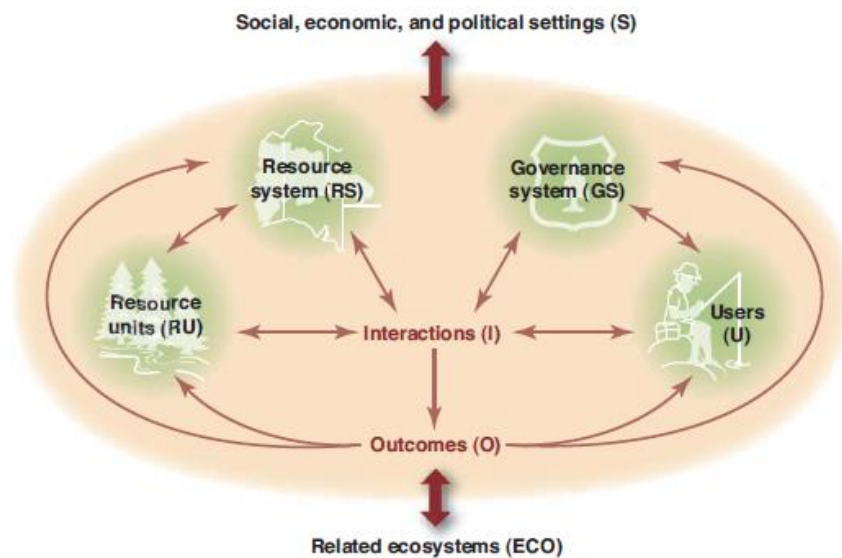 Social, economic, and political settings (S)
Resource
system (RS)
Governance
system (GS)
Resource
units (RU)
Interactions (I)
Users
(U)
Outcomes (O)
Related ecosystems (ECO)